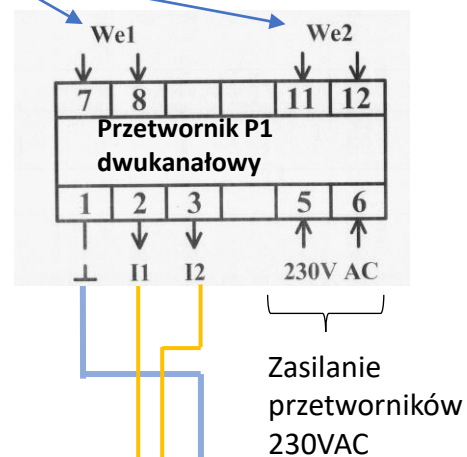 We1 We2
7 8 11 12
Przetwornik P1
dwukanałowy
1 2 3 5 6
⊥ I1 I2 230V AC
Zasilanie
przetworników
230VAC